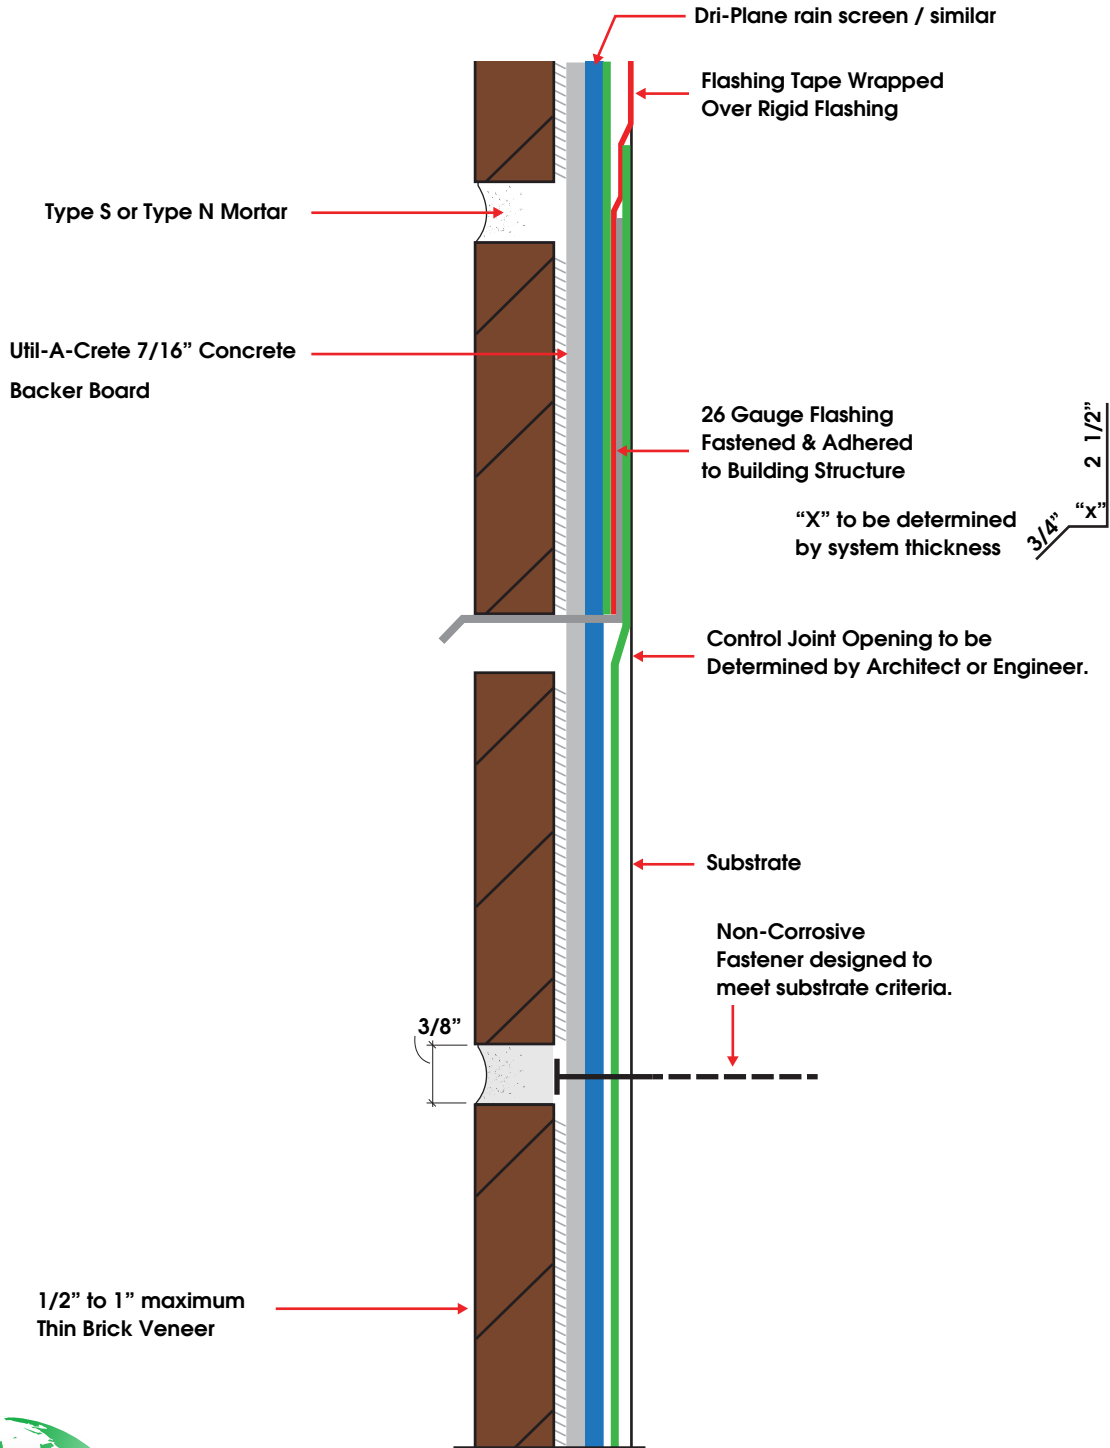 Dri-Plane rain screen / similar
Flashing Tape Wrapped
Over Rigid Flashing
Type S or Type N Mortar
Util-A-Crete 7/16” Concrete
Backer Board
26 Gauge Flashing
Fastened & Adhered
to Building Structure
2 1/2”
“x”
3/4”
“X” to be determined
by system thickness
Control Joint Opening to be
Determined by Architect or Engineer.
Substrate
Non-Corrosive
Fastener designed to
meet substrate criteria.
3/8”
1/2” to 1” maximum
Thin Brick Veneer